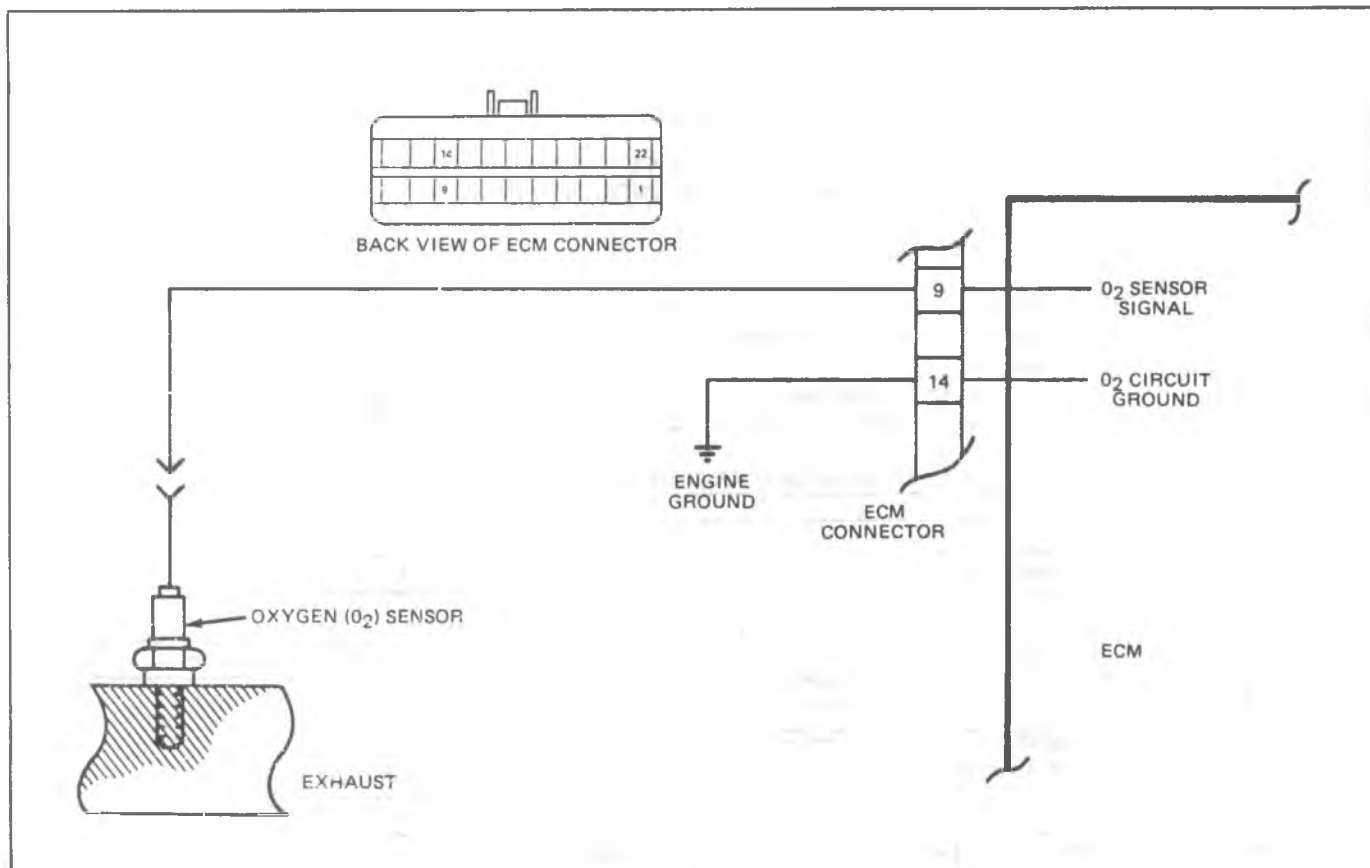 14 22
9 1
BACK VIEW OF ECM CONNECTOR
9
O₂ SENSOR
SIGNAL
14
O₂ CIRCUIT
GROUND
ENGINE
GROUND
ECM
CONNECTOR
OXYGEN (O₂) SENSOR
ECM
EXHAUST